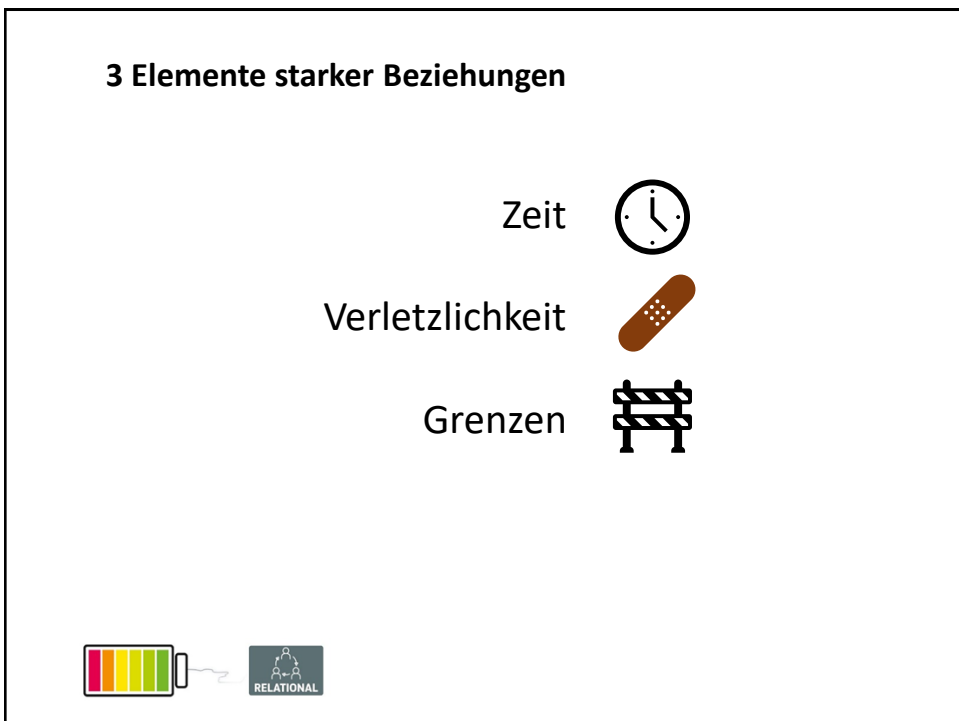 3 Elemente starker Beziehungen
Zeit
Verletzlichkeit
Grenzen
RELATIONAL